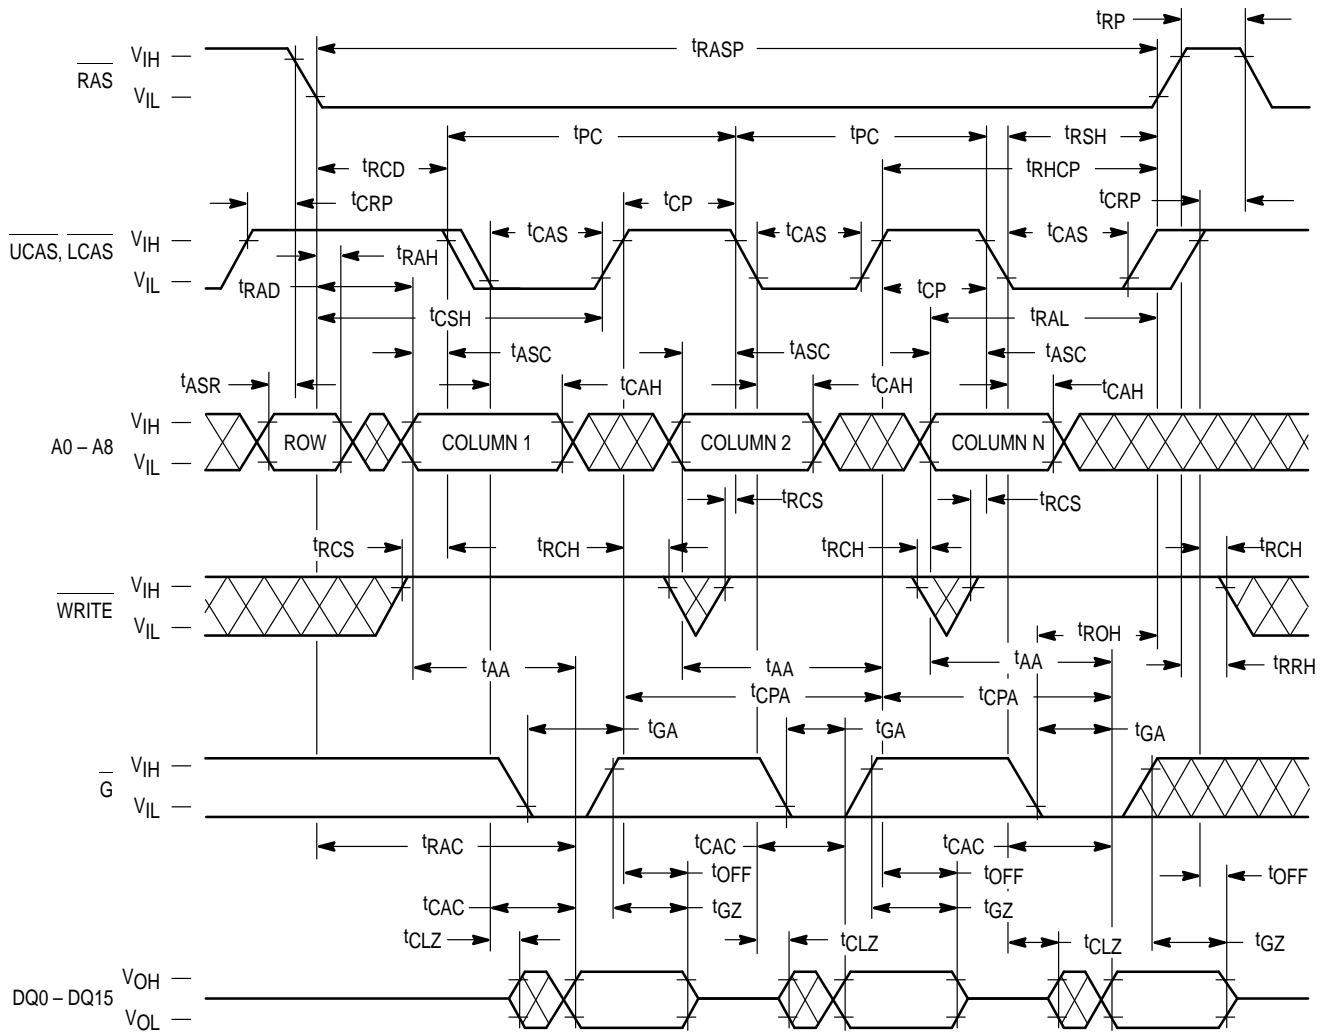 tRP
VIH
tRASP
RAS
VIL
tPC
tPC
tRSH
tRCD
tRHCP
tCRP
tCP
tCRP
UCAS, LCAS
VIH
tCAS
tCAS
tCAS
tRAH
VIL
tRAD
tCP
tCSH
tRAL
tASC
tASC
tASC
tASR
tCAH
tCAH
tCAH
VIH
A0 – A8
ROW
COLUMN 1
COLUMN 2
COLUMN N
VIL
tRCS
tRCS
tRCS
tRCH
tRCH
tRCH
VIH
WRITE
VIL
tROH
tAA
tAA
tAA
tRRH
tCPA
tCPA
tGA
tGA
tGA
VIH
G
VIL
tRAC
tCAC
tCAC
tOFF
tOFF
tOFF
tCAC
tGZ
tGZ
tCLZ
tCLZ
tCLZ
tGZ
VOH
DQ0 – DQ15
VOL